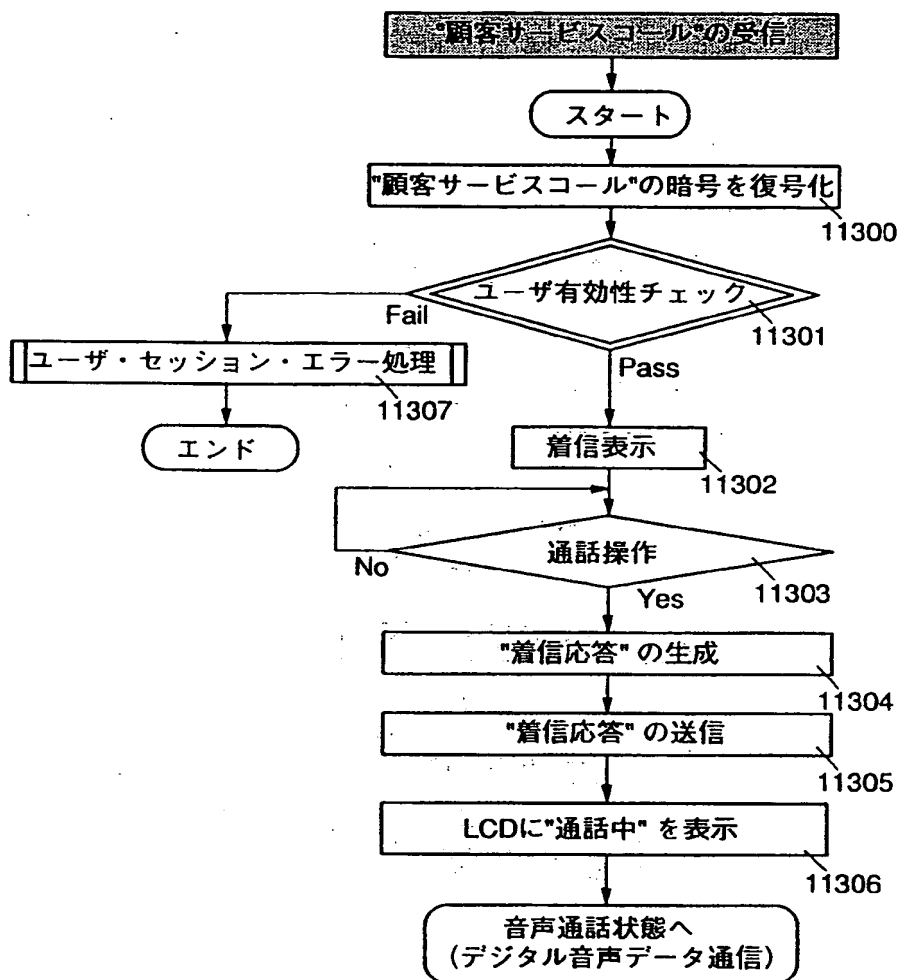 "顧客サービスコール"の受信
スタート
"顧客サービスコール"の暗号を復号化
11300
ユーザ有効性チェック
11301
Fail
Pass
ユーザ・セッション・エラー処理
11307
エンド
着信表示
11302
通話操作
11303
No
Yes
"着信応答" の生成
11304
"着信応答" の送信
11305
LCDに"通話中" を表示
11306
音声通話状態へ
(デジタル音声データ通信)